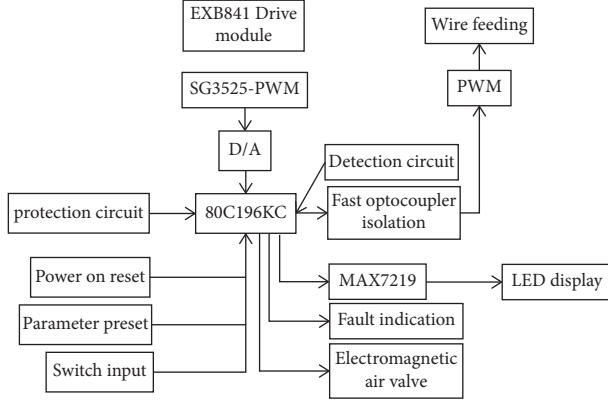 EXB841 Drive
module
Wire feeding
SG3525-PWM
PWM
D/A
Detection circuit
protection circuit
80C196KC
Fast optocoupler
isolation
Power on reset
MAX7219
LED display
Parameter preset
Fault indication
Switch input
Electromagnetic
air valve